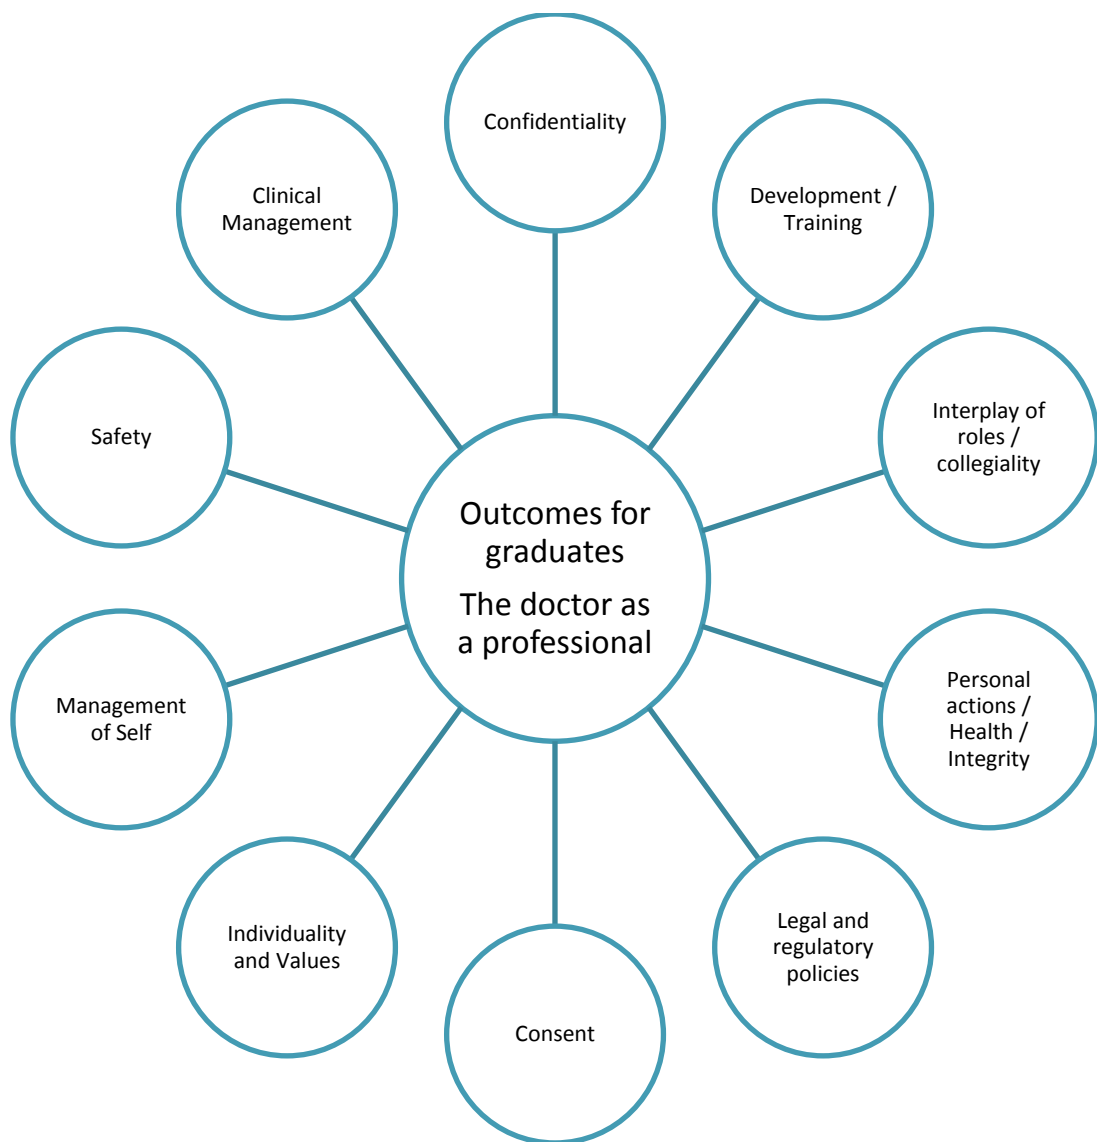 Confidentiality
Development /
Training
Interplay of
roles /
collegiality
Personal
actions /
Health /
Integrity
Legal and
regulatory
policies
Consent
Individuality
and Values
Management
of Self
Safety
Clinical
Management
Outcomes for
graduates
The doctor as
a professional